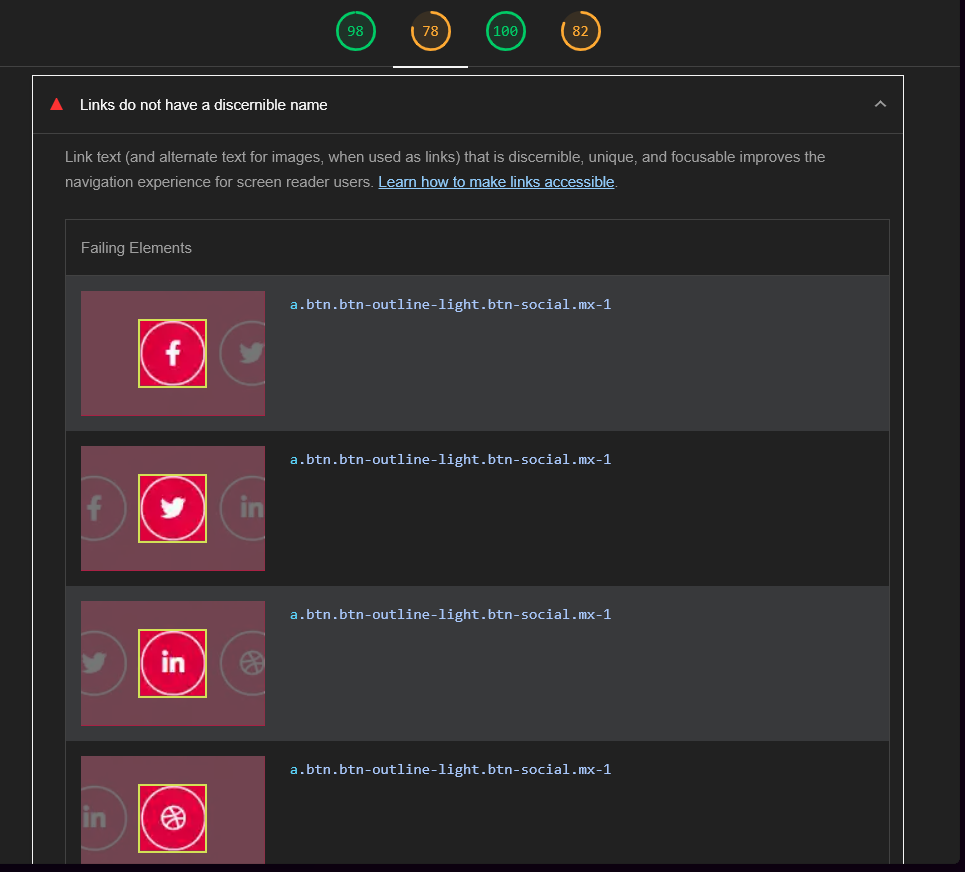 98 78 100 82
Links do not have a discernible name
Link text (and alternate text for images, when used as links) that is discernible, unique, and focusable improves the
navigation experience for screen reader users. Learn how to make links accessible.
Failing Elements
a.btn.btn-outline-light.btn-social.mx-1
a.btn.btn-outline-light.btn-social.mx-1
a.btn.btn-outline-light.btn-social.mx-1
a.btn.btn-outline-light.btn-social.mx-1